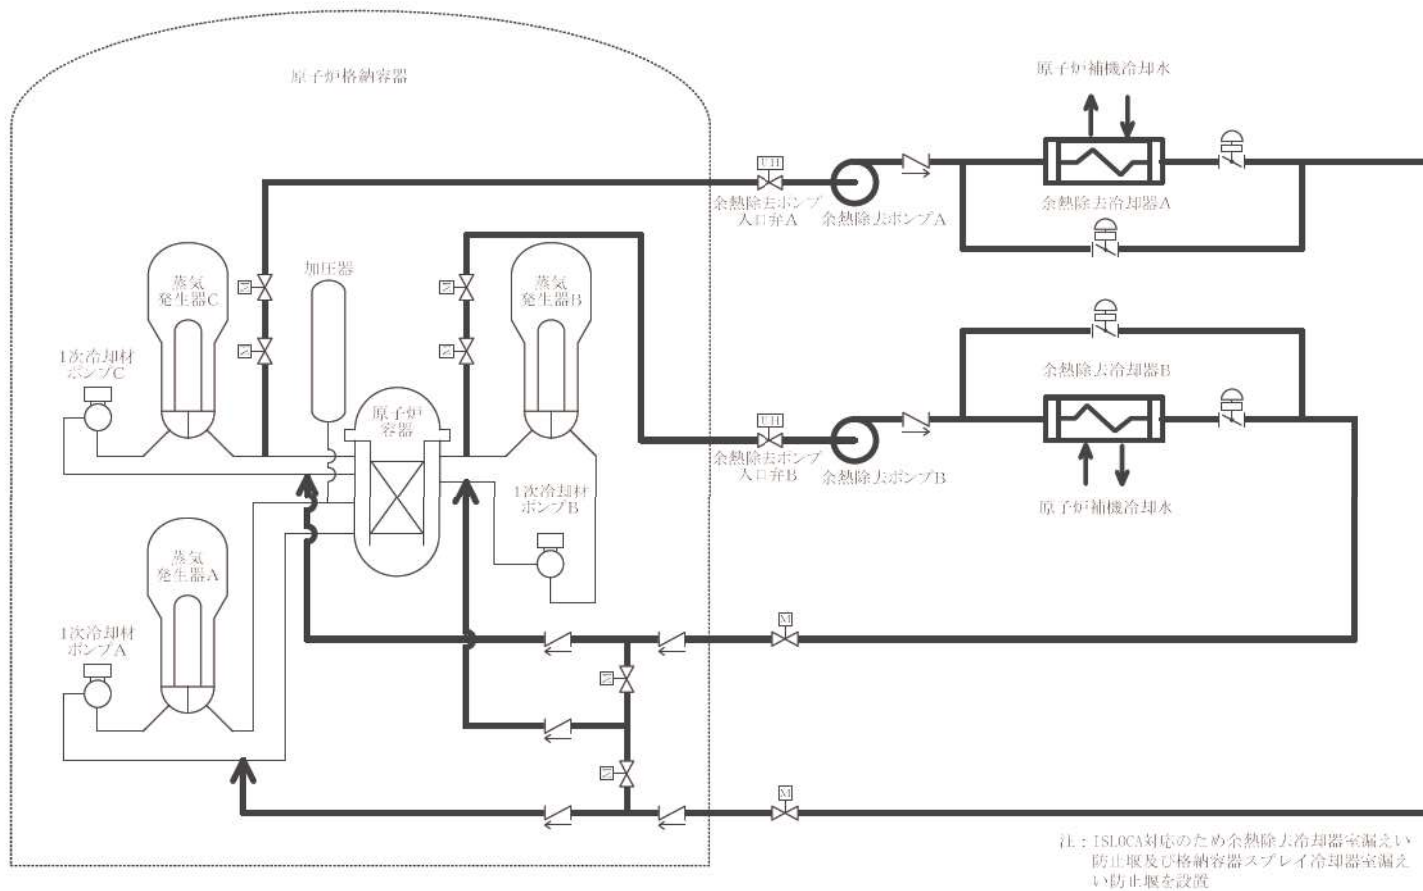 原子炉格納容器
原子炉補機冷却水
UH
余熱除去ポンプ
入口弁A
余熱除去ポンプA
余熱除去冷却器A
蒸気
発生器C
加圧器
M
M
M
M
蒸気
発生器B
1次冷却材
ポンプC
原子炉
容器
UH
余熱除去ポンプ
入口弁B
余熱除去ポンプB
余熱除去冷却器B
原子炉補機冷却水
1次冷却材
ポンプB
蒸気
発生器A
1次冷却材
ポンプA
M
M
M
M
注：ISLOCA対応のため余熱除去冷却器室漏えい
防止堰及び格納容器スプレイ冷却器室漏え
い防止堰を設置